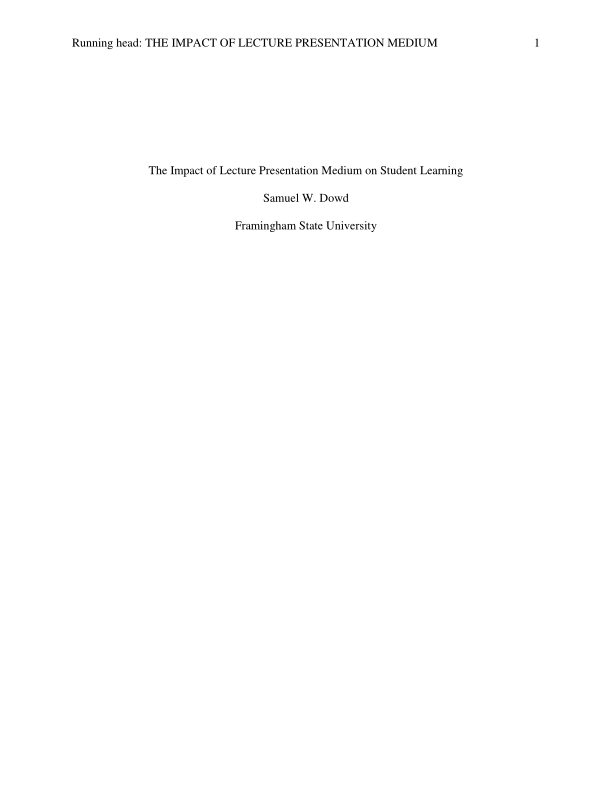 Running head: THE IMPACT OF LECTURE PRESENTATION MEDIUM 1
The Impact of Lecture Presentation Medium on Student Learning
Samuel W. Dowd
Framingham State University